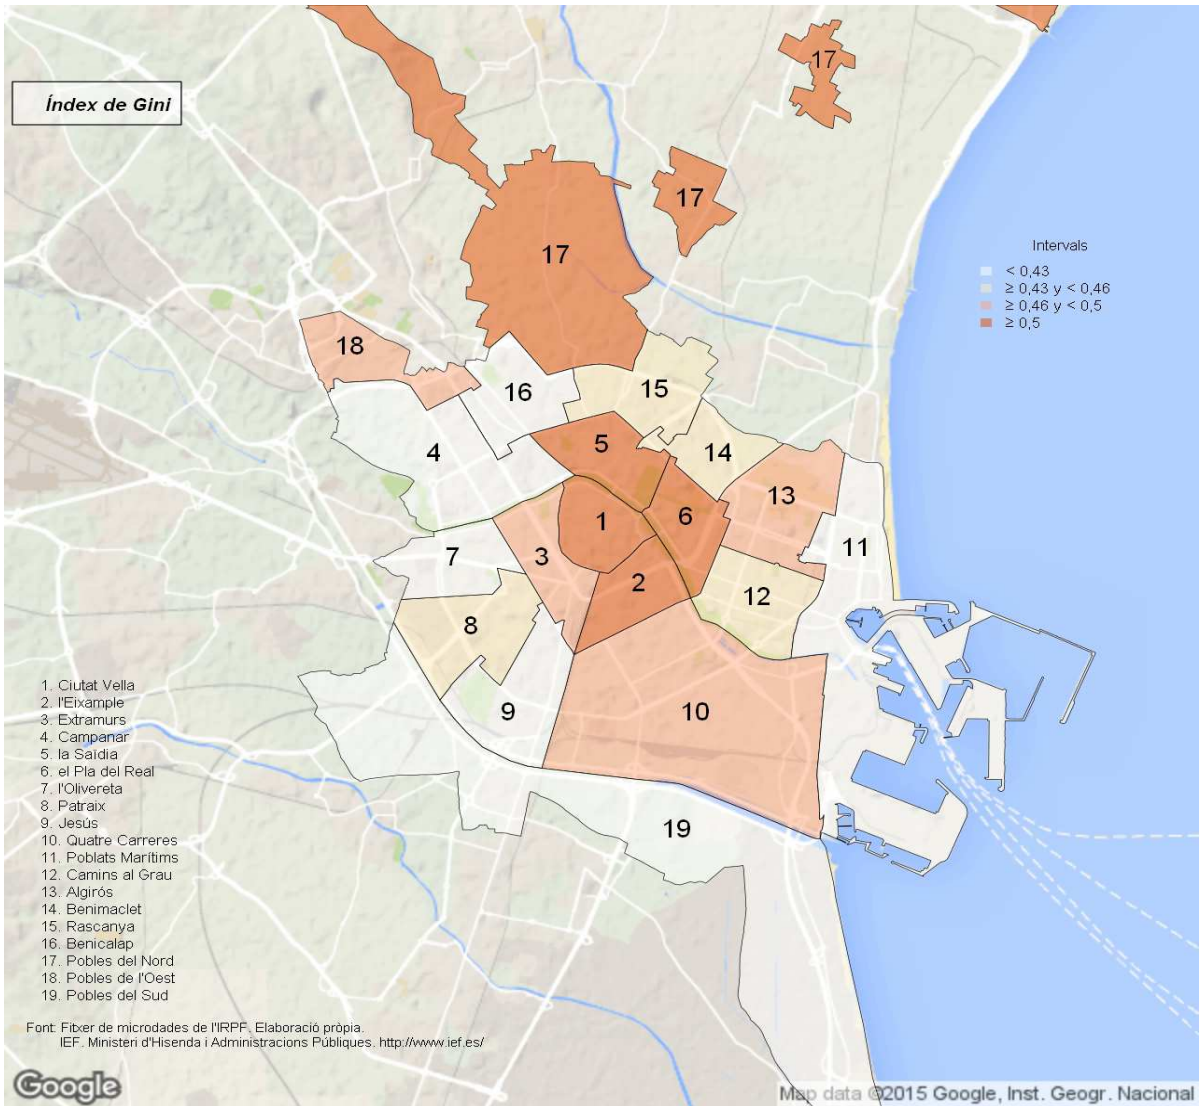 Índex de Gini
17
17
17
Intervals
< 0,43
≥ 0,43 y < 0,46
≥ 0,46 y < 0,5
≥ 0,5
18
16
15
4
5
14
13
1
6
11
7
3
2
12
8
9
10
19
1. Ciutat Vella
2. l'Eixample
3. Extramurs
4. Campanar
5. la Saïdia
6. el Pla del Real
7. l'Olivereta
8. Patraix
9. Jesús
10. Quatre Carreres
11. Poblats Marítims
12. Camins al Grau
13. Algirós
14. Benimaclet
15. Rascanya
16. Benicalap
17. Pobles del Nord
18. Pobles de l'Oest
19. Pobles del Sud
Font: Fitxer de microdades de l'IRPF. Elaboració pròpia.
IEF. Ministeri d'Hisenda i Administracions Públiques. http://www.ief.es/
Google
Map data ©2015 Google, Inst. Geogr. Nacional